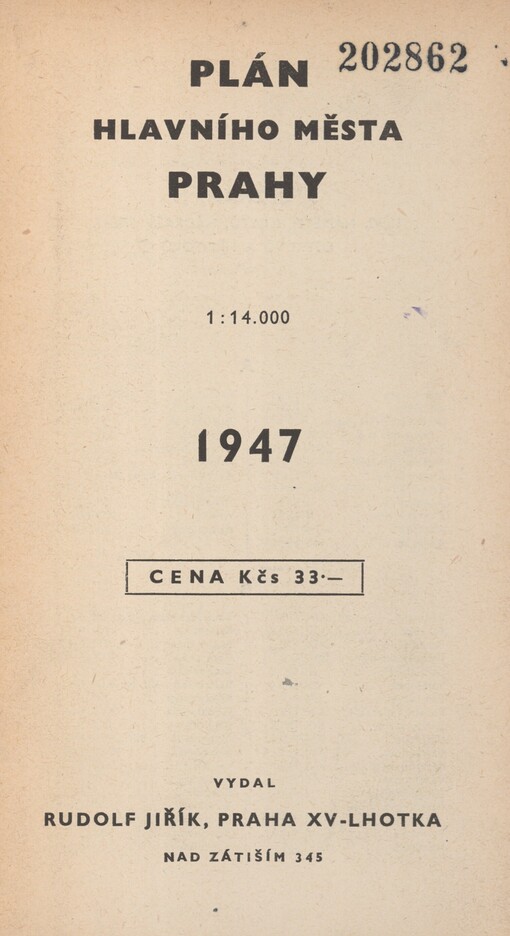 202862
PLÁN
HLAVNÍHO MĚSTA
PRAHY
1:14.000
1947
CENA Kčs 33·—
VYDAL
RUDOLF JIŘÍK, PRAHA XV-LHOTKA
NAD ZÁTIŠÍM 345